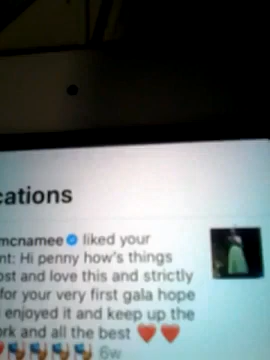 cations
mcnamee liked your
nt: Hi penny how's things
ost and love this and strictly
for your very first gala hope
enjoyed it and keep up the
rk and all the best ❤️❤️
6w